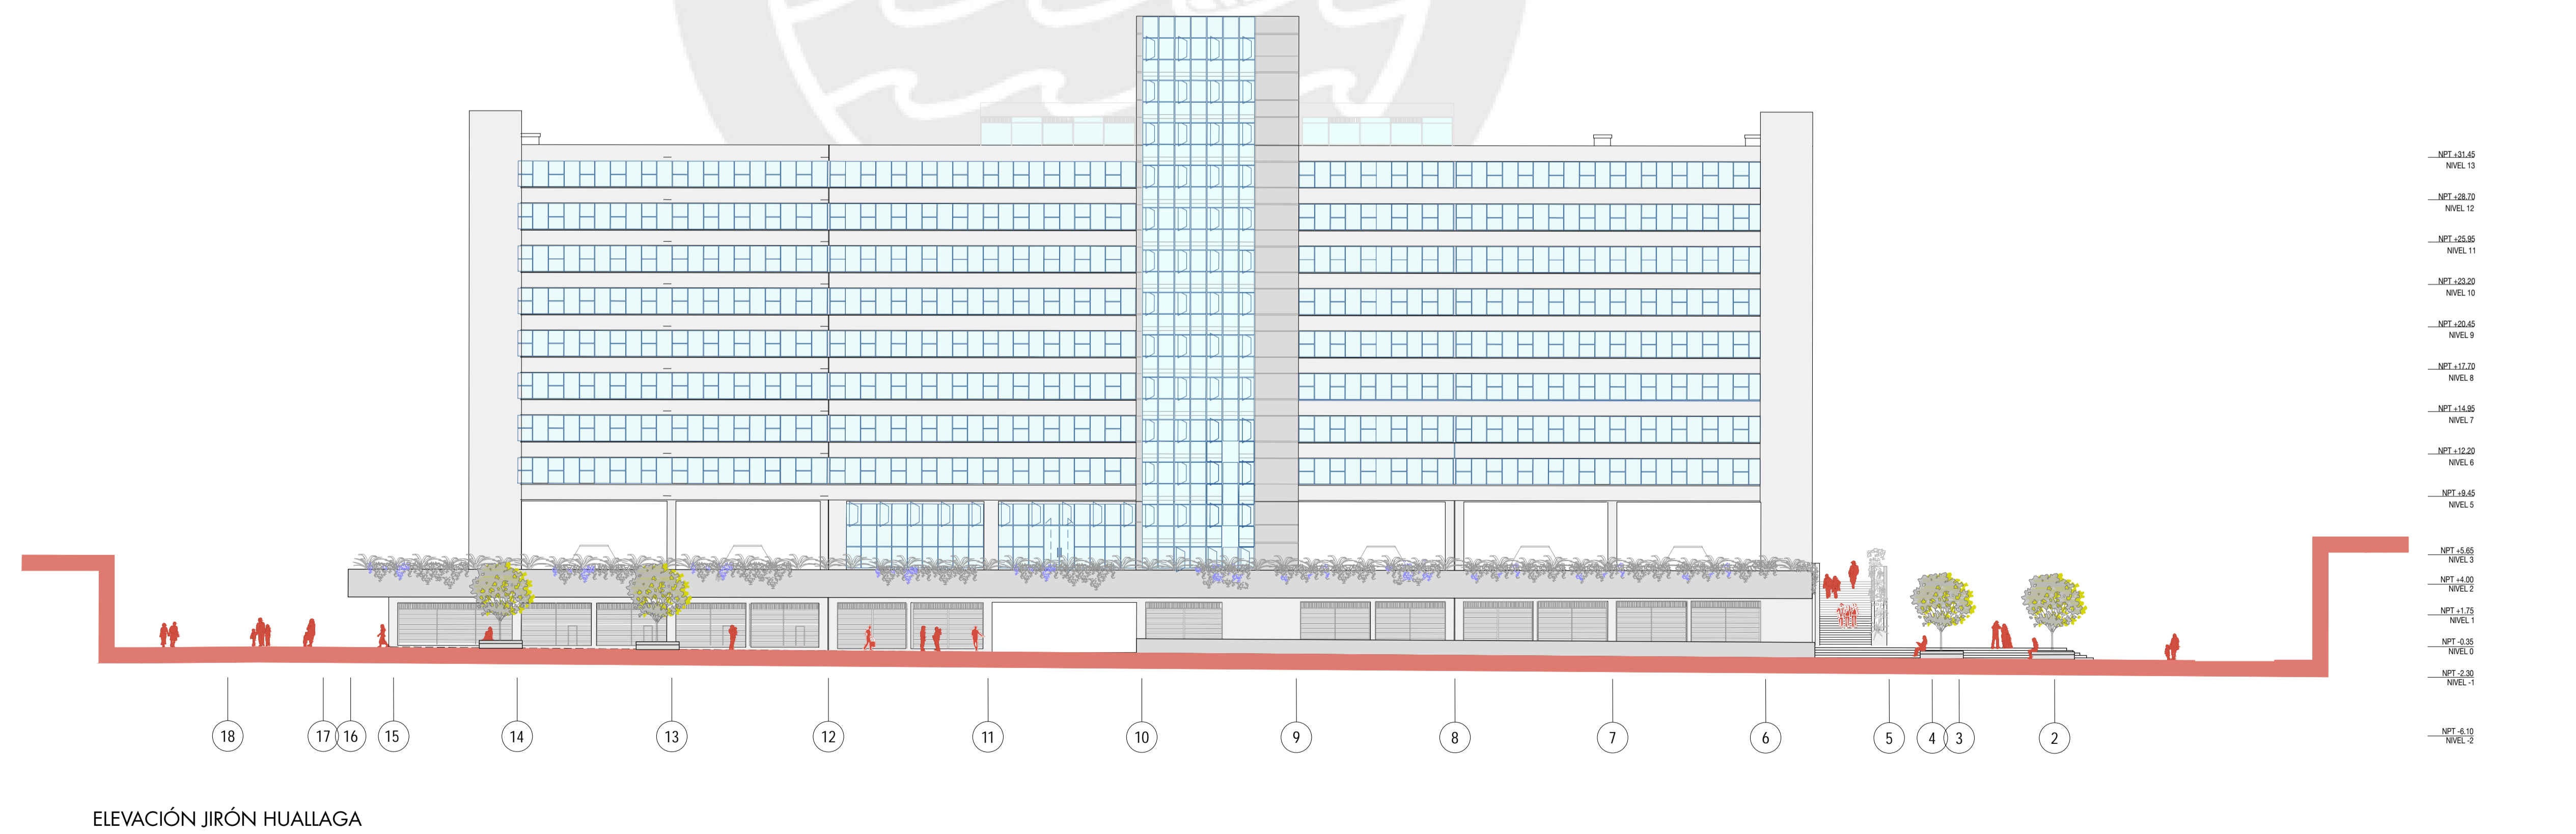 NPT +31.45
NIVEL 13
NPT +28.70
NIVEL 12
NPT +25.95
NIVEL 11
NPT +23.20
NIVEL 10
NPT +20.45
NIVEL 9
NPT +17.70
NIVEL 8
NPT +14.95
NIVEL 7
NPT +12.20
NIVEL 6
NPT +9.45
NIVEL 5
NPT +5.65
NIVEL 3
NPT +4.00
NIVEL 2
NPT +1.75
NIVEL 1
NPT -0.35
NIVEL 0
NPT -2.30
NIVEL -1
NPT -6.10
NIVEL -2
18 17 16 15 14 13 12 11 10 9 8 7 6 5 4 3 2
ELEVACIÓN JIRÓN HUALLAGA